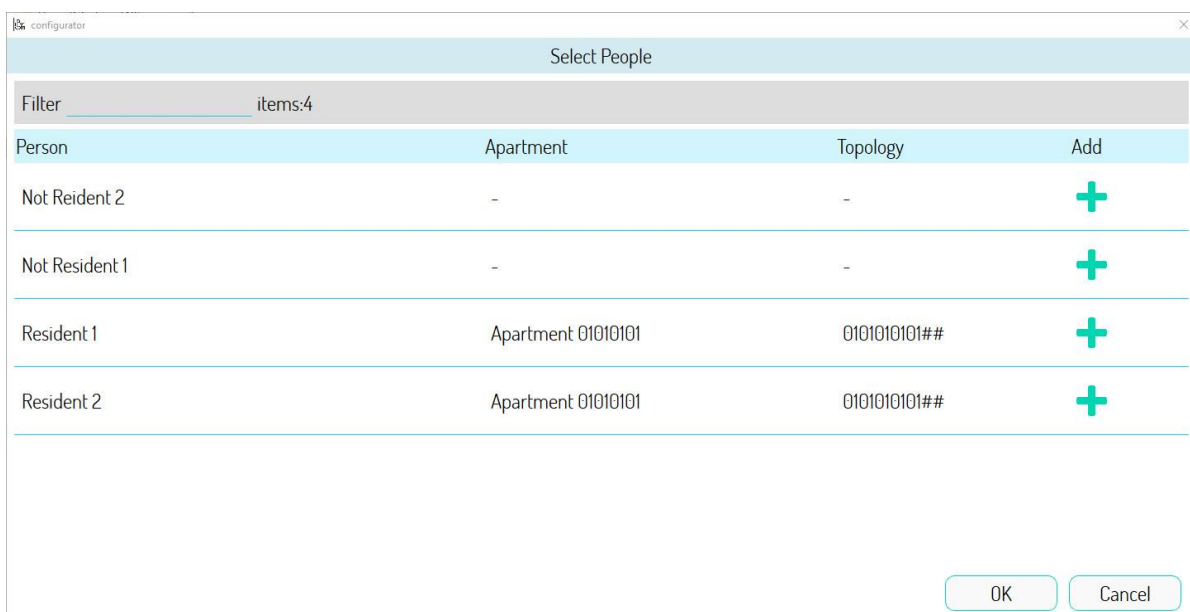 configurator
Select People
Filter items:4
Person Apartment Topology Add
Not Reident 2 - -
Not Resident 1 - -
Resident 1 Apartment 01010101 0101010101##
Resident 2 Apartment 01010101 0101010101##
OK Cancel